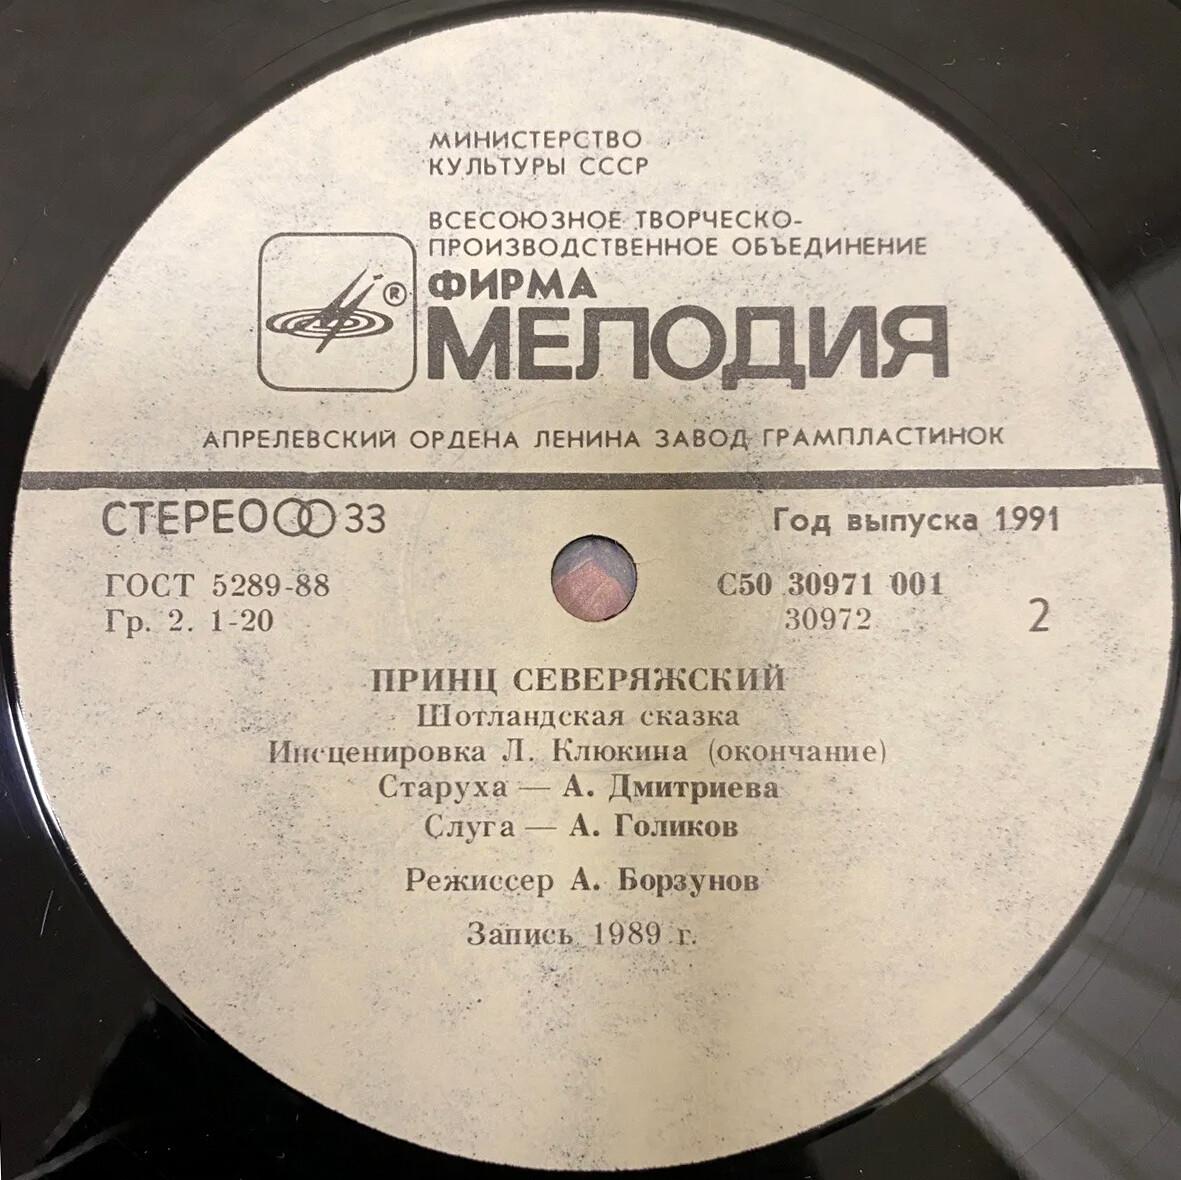 МИНИСТЕРСТВО
КУЛЬТУРЫ СССР
ВСЕСОЮЗНОЕ ТВОРЧЕСКО-
ПРОИЗВОДСТВЕННОЕ ОБЪЕДИНЕНИЕ
ФИРМА
®
МЕЛОДИЯ
АПРЕЛЕВСКИЙ ОРДЕНА ЛЕНИНА ЗАВОД ГРАМПЛАСТИНОК
СТЕРЕО 33
Год выпуска 1991
ГОСТ 5289-88
С50 30971 001
Гр. 2. 1-20
30972
2
ПРИНЦ СЕВЕРЯЖСКИЙ
Шотландская сказка
Инсценировка Л. Клюкина (окончание)
Старуха — А. Дмитриева
Слуга — А. Голиков
Режиссер А. Борзунов
Запись 1989 г.